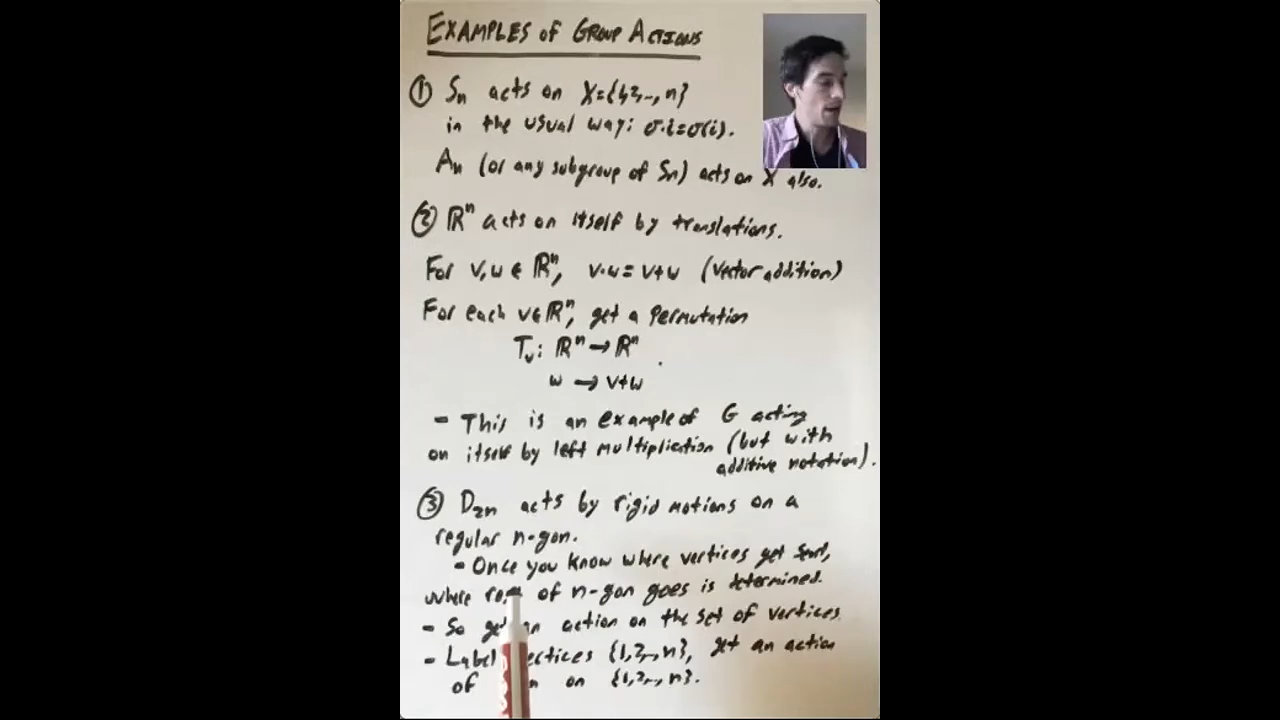 EXAMPLES OF GROUP ACTIONS
① Sn acts on X={1,2,..,n}
in the usual way: σ·i=σ(i).
An (or any subgroup of Sn) acts on X also.
② ℝⁿ acts on itself by translations.
For v,w ∈ ℝⁿ, v·w = v+w (vector addition)
For each v∈ℝⁿ, get a permutation
Tv: ℝⁿ → ℝⁿ
w → v+w
- This is an example of G acting
on itself by left multiplication (but with
additive notation).
③ D2n acts by rigid motions on a
regular n-gon.
- Once you know where vertices get sent,
where of n-gon goes is determined.
- So an action on the set of vertices.
- Label vertices {1,2,..,n}, get an action
of on {1,2,..,n}.